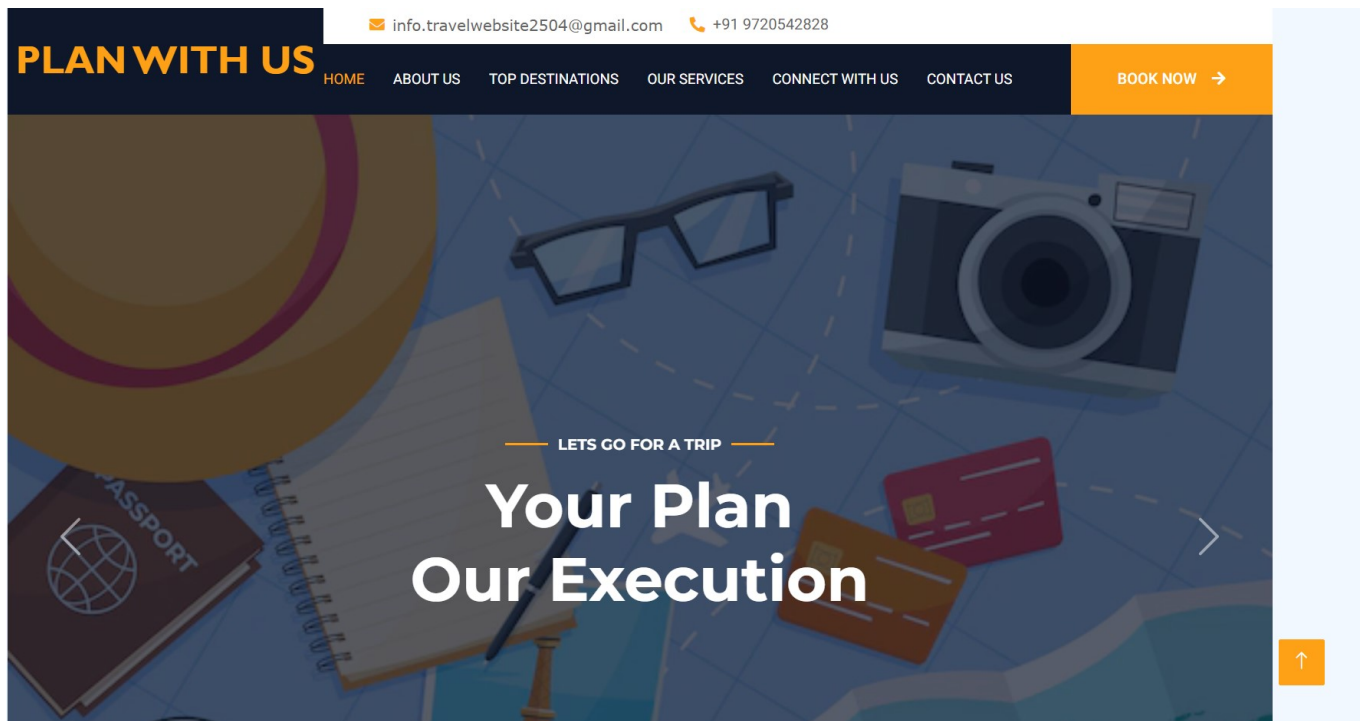 info.travelwebsite2504@gmail.com +91 9720542828
PLAN WITH US
HOME ABOUT US TOP DESTINATIONS OUR SERVICES CONNECT WITH US CONTACT US BOOK NOW
LETS GO FOR A TRIP
Your Plan
Our Execution
PASSPORT